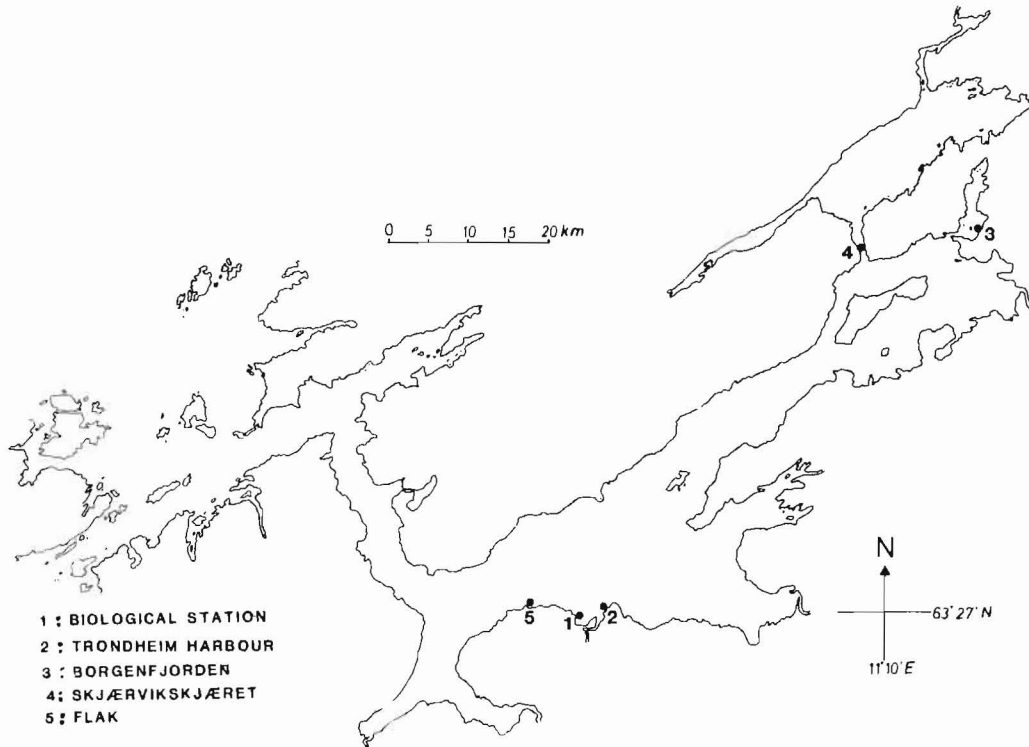 0 5 10 15 20 km
3
4
N
5
1
2
63°27'N
11°10'E
1: BIOLOGICAL STATION
2: TRONDHEIM HARBOUR
3: BORGENFJORDEN
4: SKJÆRVIKSKJÆRET
5: FLAK